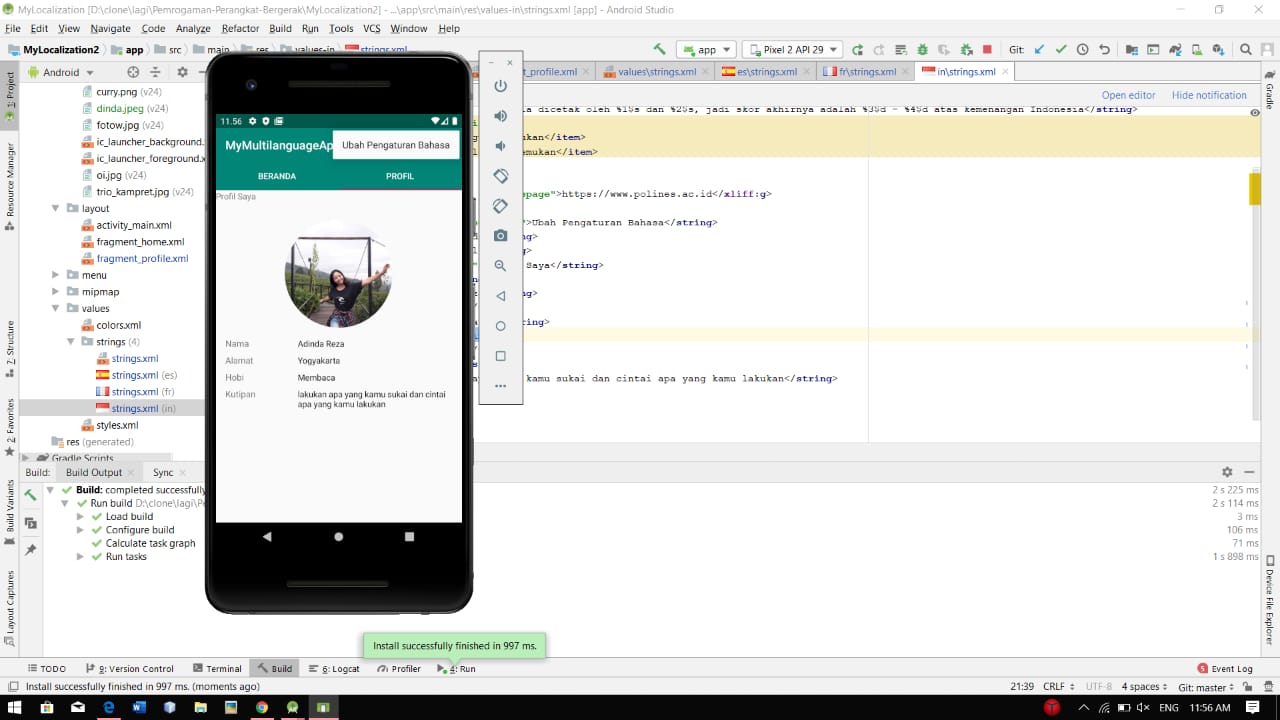 MyLocalization [D:\clone\lagi\Pemrogaman-Perangkat-Bergerak\MyLocalization2] - ...\app\src\main\res\values-in\strings.xml [app] - Android Studio
File Edit View Navigate Code Analyze Refactor Build Run Tools VCS Window Help
MyLocalization2 app src main res values-in strings.xml
app Pixel 2 API 29 Git:
Android
t_profile.xml values\strings.xml es\strings.xml fr\strings.xml in\strings.xml
Open editor Hide notification
1: Project
Resource Manager
7: Structure
2: Favorites
Build Variants
Layout Captures
Gradle
Device File Explorer
curry.png (v24)
dinda.jpeg (v24)
fotow.jpg (v24)
ic_launcher_background.
ic_launcher_foreground.x
oi.jpg (v24)
trio_kampret.jpg (v24)
layout
activity_main.xml
fragment_home.xml
fragment_profile.xml
menu
mipmap
values
colors.xml
strings (4)
strings.xml
strings.xml (es)
strings.xml (fr)
strings.xml (in)
styles.xml
res (generated)
Gradle Scripts
11.56
MyMultilanguageAp
Ubah Pengaturan Bahasa
BERANDA PROFIL
Profil Saya
Nama Adinda Reza
Alamat Yogyakarta
Hobi Membaca
Kutipan lakukan apa yang kamu sukai dan cintai
apa yang kamu lakukan
a dicetak oleh %1$s dan %2$s, jadi skor akhirnya adalah %3$d - %4$d atas kemenangan Indonesia</string>
ukan</item>
emukan</item>
epage">https://www.polines.ac.id</xliff:g>
">Ubah Pengaturan Bahasa</string>
ng>
g>
Saya</string>
ng>
ring>
kamu sukai dan cintai apa yang kamu lakukan</string>
Build: Build Output Sync
Build: completed successfully
Run build D:\clone\lagi\Pe
Load build
Configure build
Calculate task graph
Run tasks
2 s 225 ms
2 s 114 ms
3 ms
106 ms
71 ms
1 s 898 ms
Install successfully finished in 997 ms.
TODO 9: Version Control Terminal Build 6: Logcat Profiler 4: Run 5 Event Log
Install successfully finished in 997 ms. (moments ago) 21:39 CRLF UTF-8 4 spaces Git: master
ENG 11:56 AM